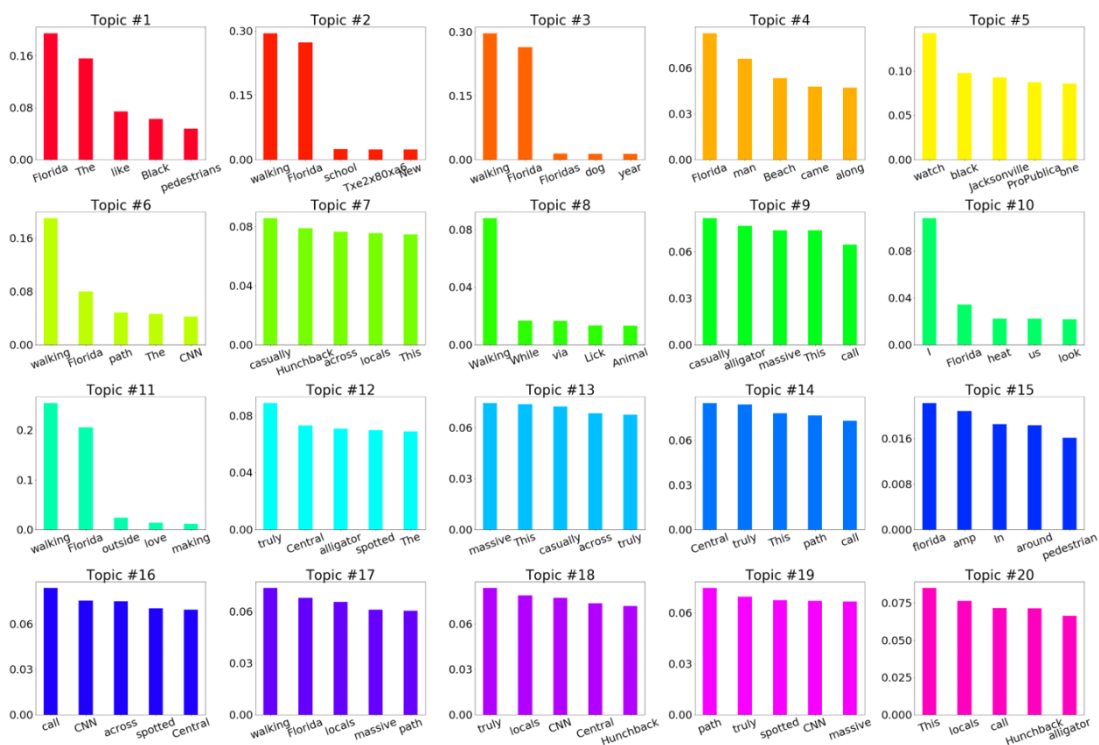 Topic #1 Topic #2 Topic #3 Topic #4 Topic #5
0.16 0.30 0.30 0.06 0.10
0.08 0.15 0.15 0.03 0.05
0.00 0.00 0.00 0.00 0.00
Florida The like Black pedestrians walking Florida school Txe2x80xa6 New walking Florida Floridas dog year Florida man Beach came along watch black Jacksonville ProPublica one
Topic #6 Topic #7 Topic #8 Topic #9 Topic #10
0.16 0.08 0.08 0.06 0.08
0.08 0.04 0.04 0.03 0.04
0.00 0.00 0.00 0.00 0.00
walking Florida path The CNN casually Hunchback across locals This Walking While via Lick Animal casually alligator massive This call I Florida heat us look
Topic #11 Topic #12 Topic #13 Topic #14 Topic #15
0.2 0.08 0.06 0.06 0.016
0.1 0.04 0.03 0.03 0.008
0.0 0.00 0.00 0.00 0.000
walking Florida outside love making truly Central alligator spotted The massive This casually across truly Central truly This path call florida amp In around pedestrian
Topic #16 Topic #17 Topic #18 Topic #19 Topic #20
0.06 0.06 0.06 0.06 0.075
0.03 0.03 0.03 0.03 0.050
0.025
0.00 0.00 0.00 0.00 0.000
call CNN across spotted Central walking Florida locals massive path truly locals CNN Central Hunchback path truly spotted CNN massive This locals call Hunchback alligator